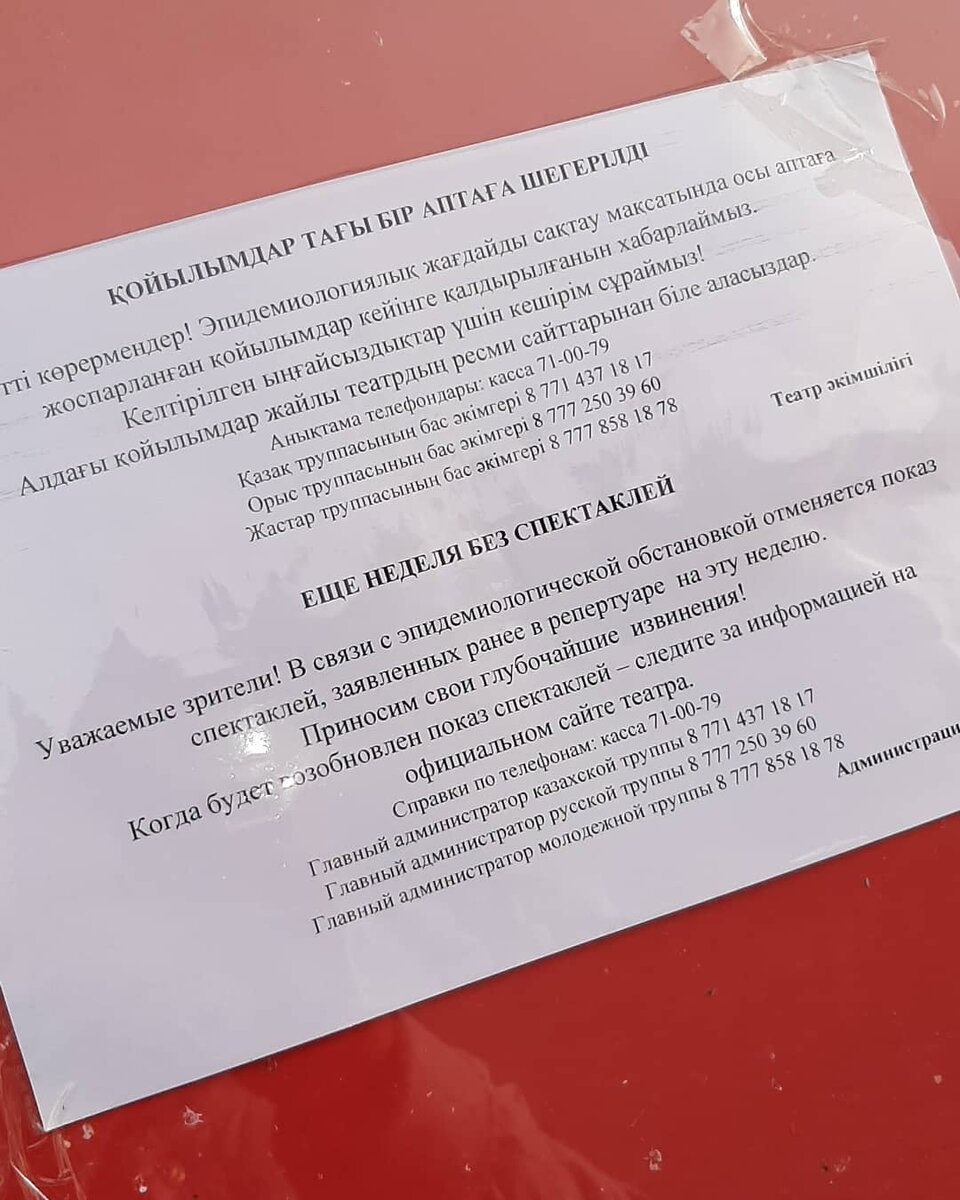 ҚОЙЫЛЫМДАР ТАҒЫ БІР АПТАҒА ШЕГЕРІЛДІ
тті көрермендер! Эпидемиологиялық жағдайды сақтау мақсатында осы аптаға
жоспарланған қойылымдар кейінге қалдырылғанын хабарлаймыз.
Келтірілген ыңғайсыздықтар үшін кешірім сұраймыз!
Алдағы қойылымдар жайлы театрдың ресми сайттарынан біле аласыздар.
Анықтама телефондары: касса 71-00-79
Қазақ труппасының бас әкімгері 8 771 437 18 17
Орыс труппасының бас әкімгері 8 777 250 39 60
Жастар труппасының бас әкімгері 8 777 858 18 78
Театр әкімшілігі
ЕЩЕ НЕДЕЛЯ БЕЗ СПЕКТАКЛЕЙ
Уважаемые зрители! В связи с эпидемиологической обстановкой отменяется показ
спектаклей, заявленных ранее в репертуаре на эту неделю.
Приносим свои глубочайшие извинения!
Когда будет возобновлен показ спектаклей – следите за информацией на
официальном сайте театра.
Справки по телефонам: касса 71-00-79
Главный администратор казахской труппы 8 771 437 18 17
Главный администратор русской труппы 8 777 250 39 60
Главный администратор молодежной труппы 8 777 858 18 78
Администраци